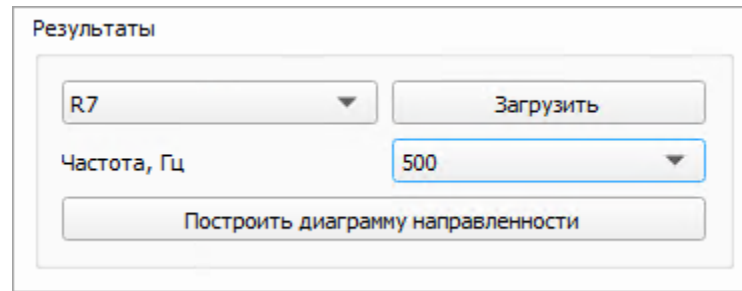 Результаты
R7 Загрузить
Частота, Гц 500
Построить диаграмму направленности